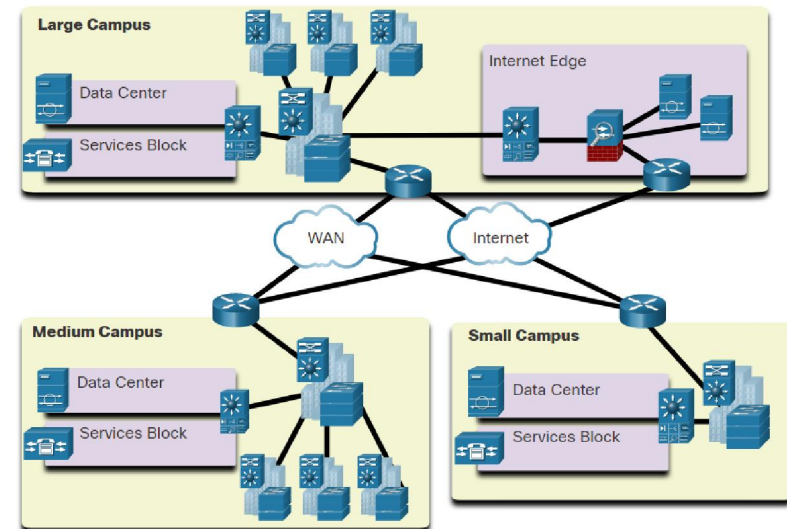 Large Campus
Data Center
Services Block
Internet Edge
WAN
Internet
Medium Campus
Data Center
Services Block
Small Campus
Data Center
Services Block